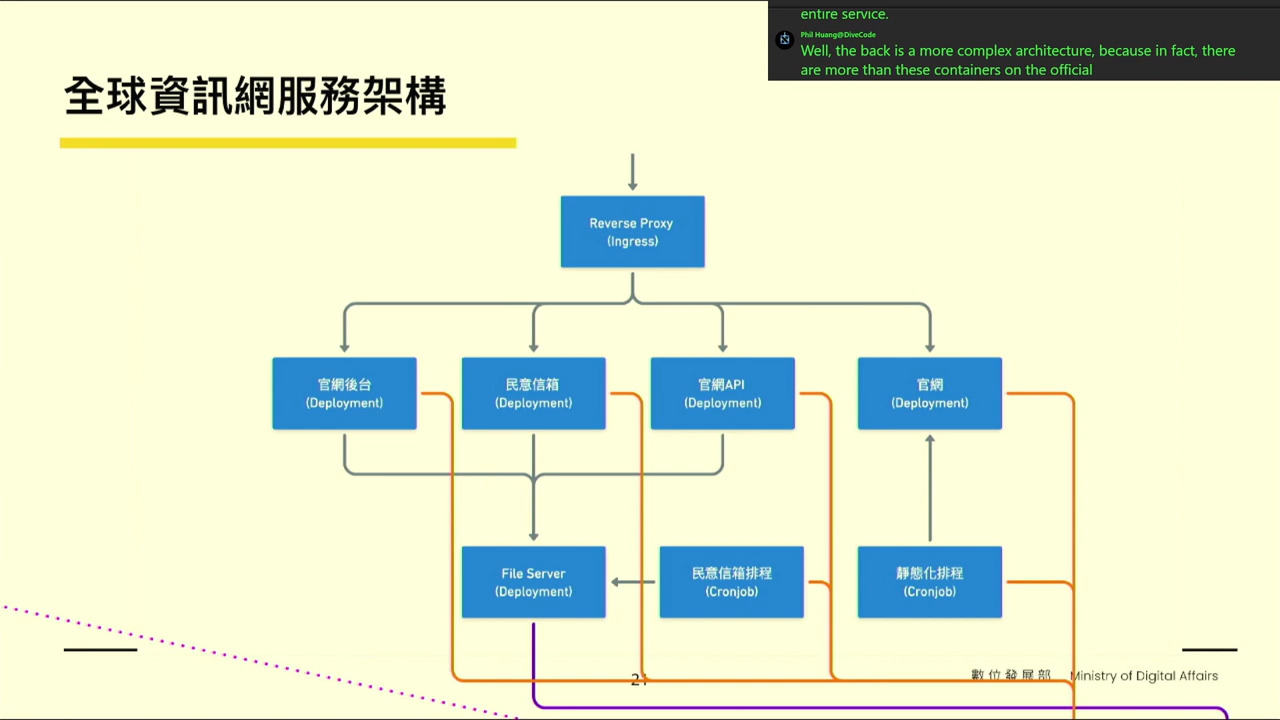 entire service.
Phil Huang@DiveCode
Well, the back is a more complex architecture, because in fact, there
are more than these containers on the official
全球資訊網服務架構
Reverse Proxy
(Ingress)
官網後台
(Deployment)
民意信箱
(Deployment)
官網API
(Deployment)
官網
(Deployment)
File Server
(Deployment)
民意信箱排程
(Cronjob)
靜態化排程
(Cronjob)
數位發展部 Ministry of Digital Affairs